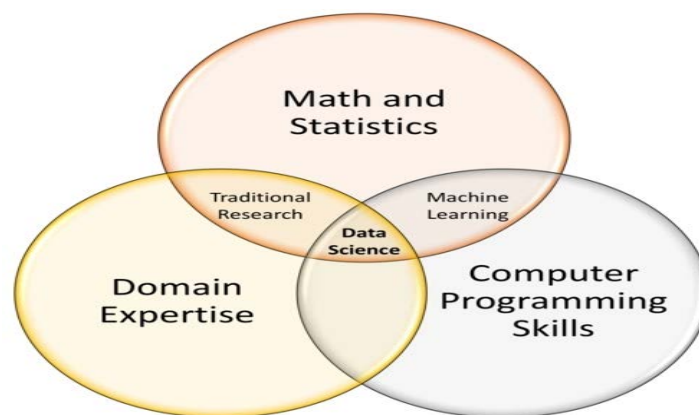 Math and
Statistics
Traditional
Research
Machine
Learning
Data
Science
Domain
Expertise
Computer
Programming
Skills